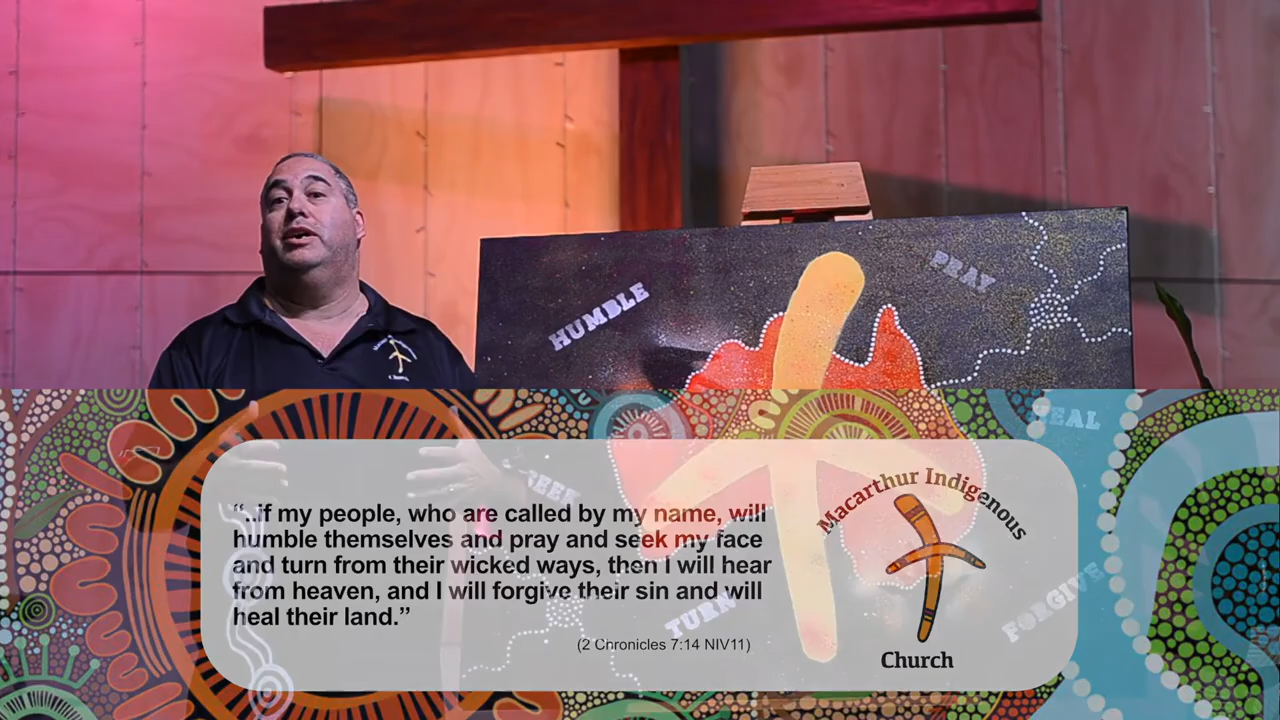 HUMBLE
PRAY
HEAL
SEEK
“..if my people, who are called by my name, will
humble themselves and pray and seek my face
and turn from their wicked ways, then I will hear
from heaven, and I will forgive their sin and will
heal their land.”
(2 Chronicles 7:14 NIV11)
Macarthur Indigenous
Church
TURN
FORGIVE